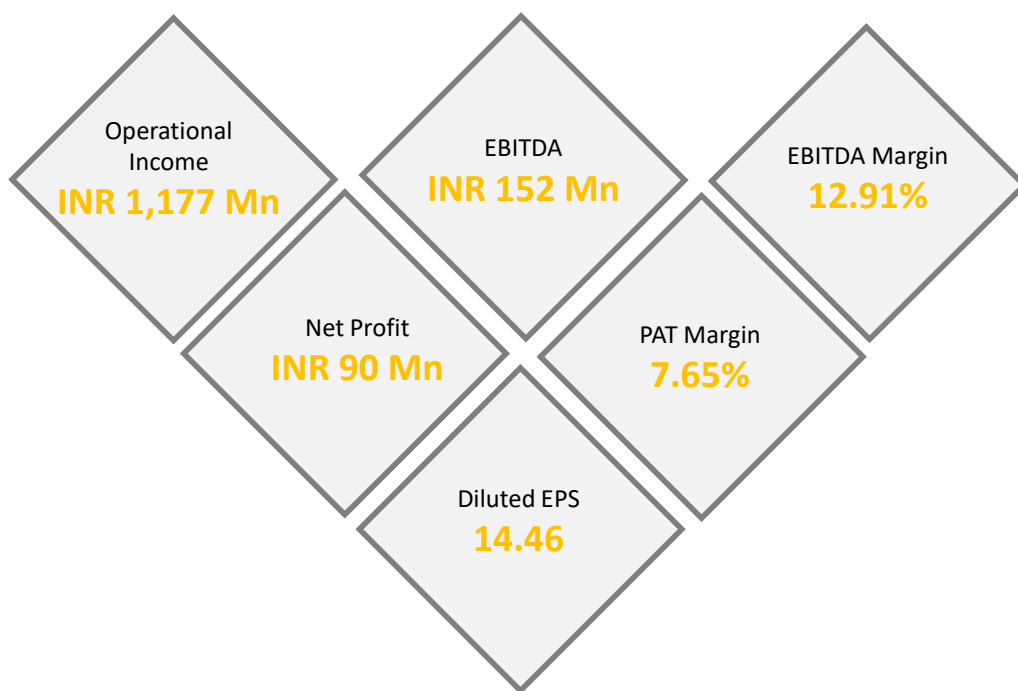 Operational
Income
INR 1,177 Mn
EBITDA
INR 152 Mn
EBITDA Margin
12.91%
Net Profit
INR 90 Mn
PAT Margin
7.65%
Diluted EPS
14.46